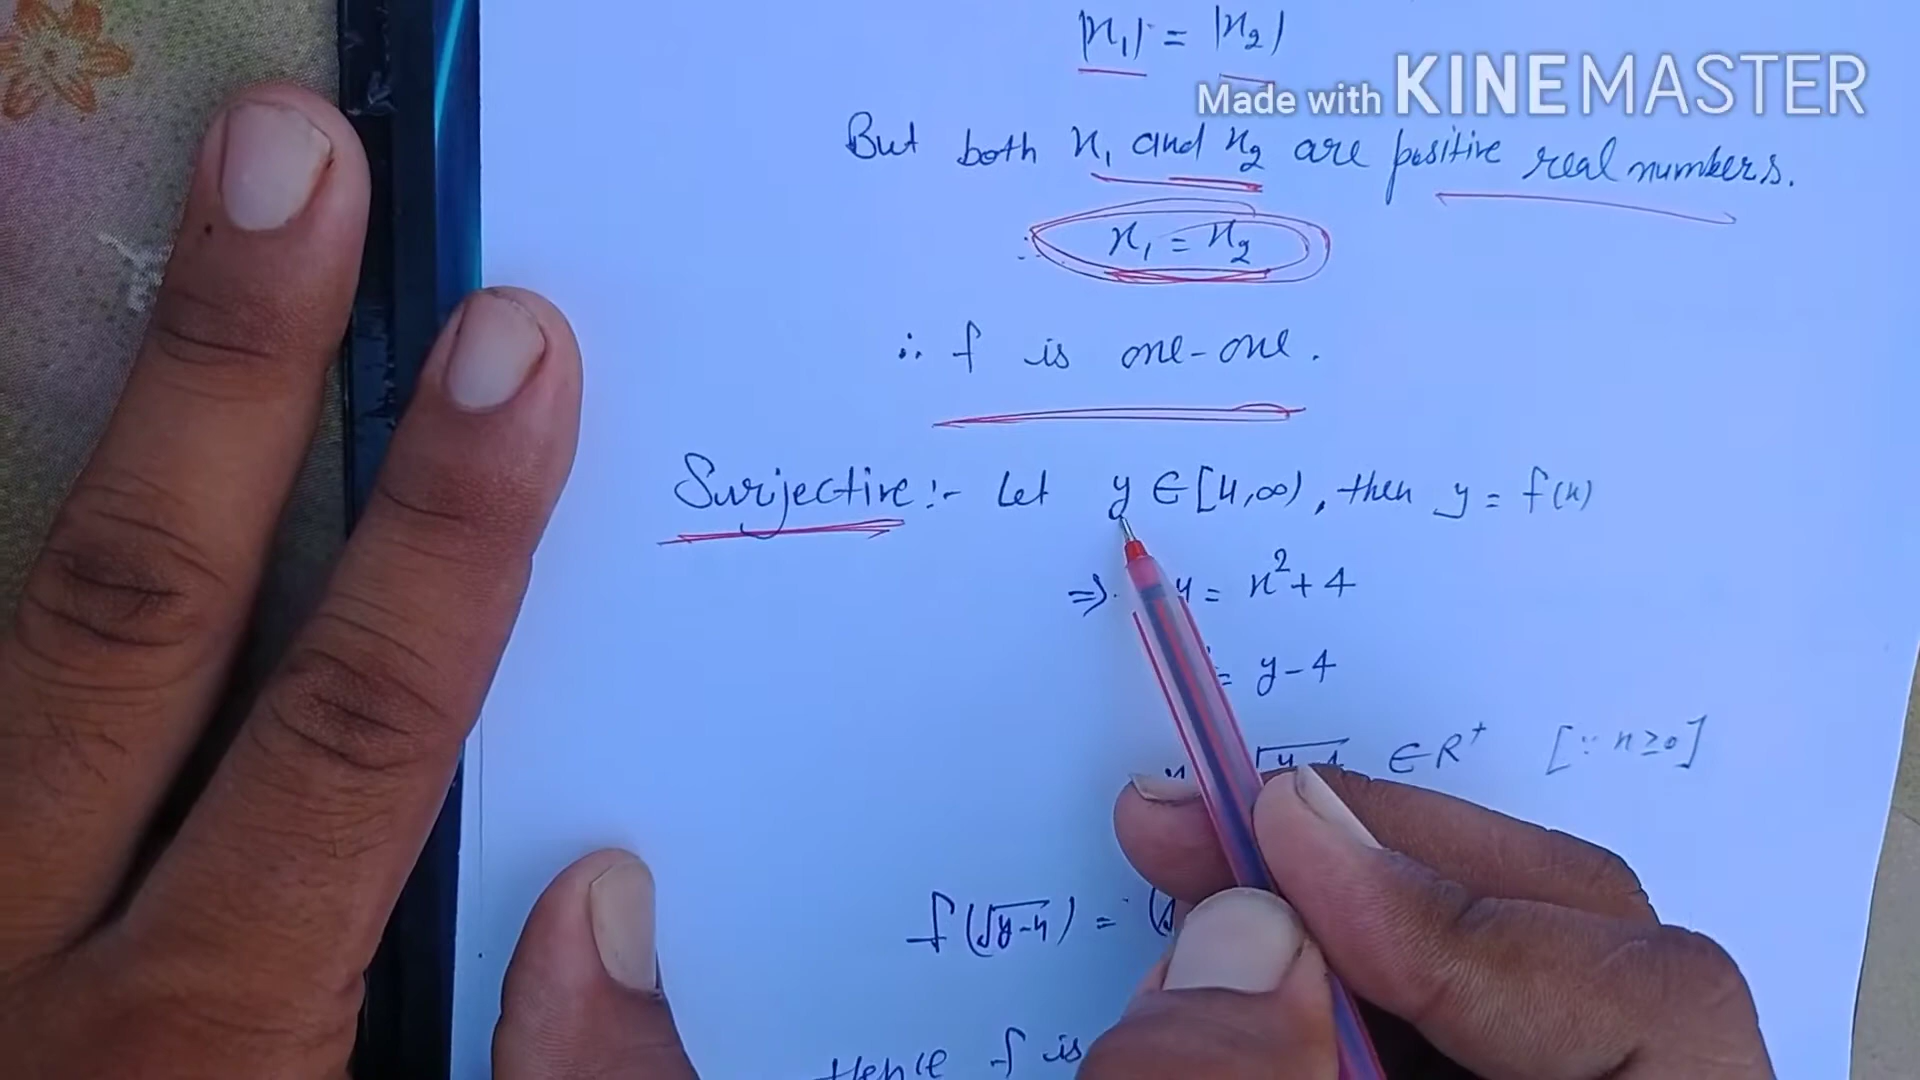 |x₁| = |x₂|
Made with KINEMASTER
But both x₁ and x₂ are positive real numbers.
∴ x₁ = x₂
∴ f is one-one.
Surjective :- Let y ∈ [4,∞), then y = f(x)
⇒ y = x² + 4
= y - 4
√y-4 ∈ R⁺ [∵ x ≥ 0]
f(√y-4) =
Hence f is